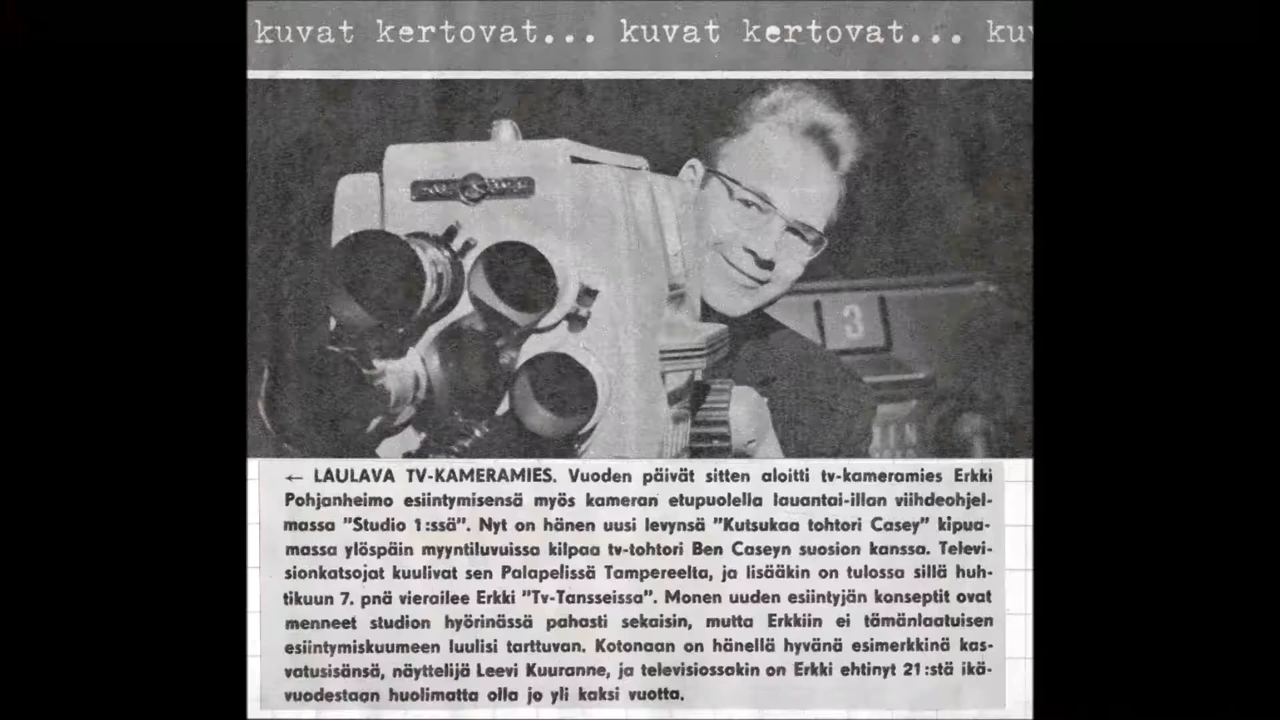 kuvat kertovat... kuvat kertovat... ku
3
← LAULAVA TV-KAMERAMIES. Vuoden päivät sitten aloitti tv-kameramies Erkki
Pohjanheimo esiintymisensä myös kameran etupuolella lauantai-illan viihdeohjel-
massa "Studio 1:ssä". Nyt on hänen uusi levynsä "Kutsukaa tohtori Casey" kipua-
massa ylöspäin myyntiluvuissa kilpaa tv-tohtori Ben Caseyn suosion kanssa. Televi-
sionkatsojat kuulivat sen Palapelissä Tampereelta, ja lisääkin on tulossa sillä huh-
tikuun 7. pnä vierailee Erkki "Tv-Tansseissa". Monen uuden esiintyjän konseptit ovat
menneet studion hyörinässä pahasti sekaisin, mutta Erkkiin ei tämänlaatuisen
esiintymiskuumeen luulisi tarttuvan. Kotonaan on hänellä hyvänä esimerkkinä kas-
vatusisänsä, näyttelijä Leevi Kuuranne, ja televisiossakin on Erkki ehtinyt 21:stä ikä-
vuodestaan huolimatta olla jo yli kaksi vuotta.